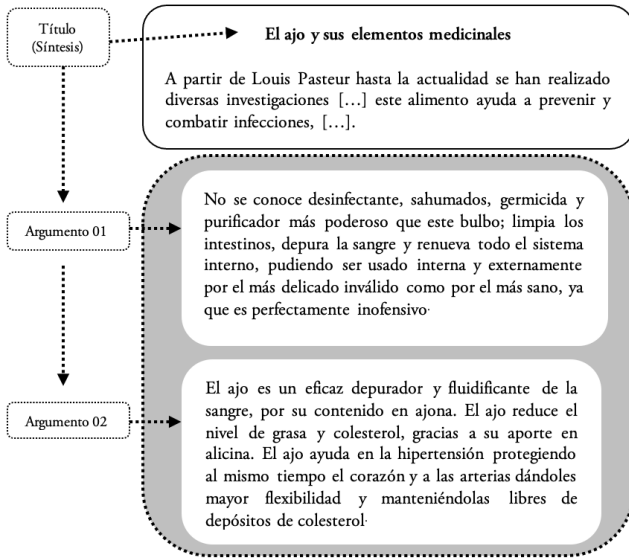 Título
(Síntesis)
El ajo y sus elementos medicinales
A partir de Louis Pasteur hasta la actualidad se han realizado
diversas investigaciones […] este alimento ayuda a prevenir y
combatir infecciones, […].
Argumento 01
No se conoce desinfectante, sahumados, germicida y
purificador más poderoso que este bulbo; limpia los
intestinos, depura la sangre y renueva todo el sistema
interno, pudiendo ser usado interna y externamente
por el más delicado inválido como por el más sano, ya
que es perfectamente inofensivo.
Argumento 02
El ajo es un eficaz depurador y fluidificante de la
sangre, por su contenido en ajona. El ajo reduce el
nivel de grasa y colesterol, gracias a su aporte en
alicina. El ajo ayuda en la hipertensión protegiendo
al mismo tiempo el corazón y a las arterias dándoles
mayor flexibilidad y manteniéndolas libres de
depósitos de colesterol.